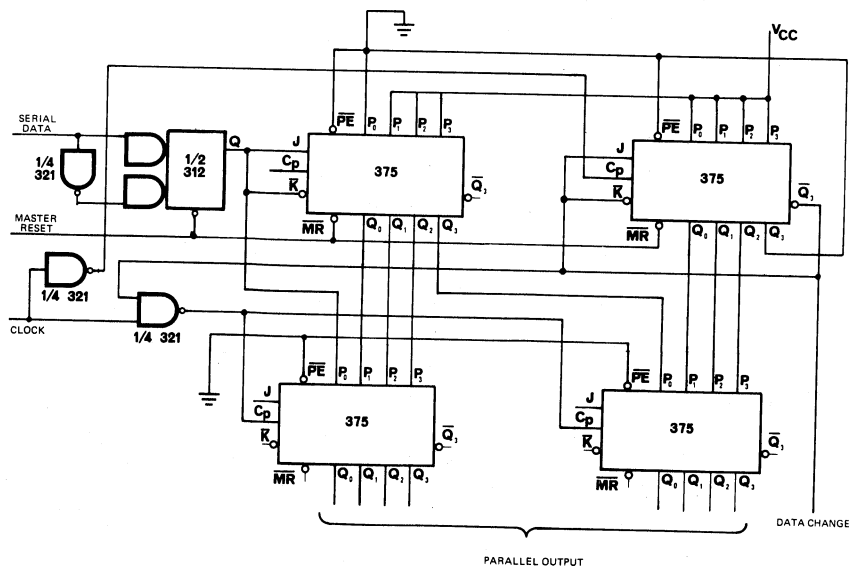 VCC
SERIAL
DATA
1/4
321
1/2
312
Q
PE P0 P1 P2 P3
J
Cp
K
375
Q3
MR Q0 Q1 Q2 Q3
PE P0 P1 P2 P3
J
Cp
K
375
Q3
MR Q0 Q1 Q2 Q3
MASTER
RESET
1/4 321
CLOCK
1/4 321
PE P0 P1 P2 P3
J
Cp
K
375
Q3
MR Q0 Q1 Q2 Q3
PE P0 P1 P2 P3
J
Cp
K
375
Q3
MR Q0 Q1 Q2 Q3
DATA CHANGE
PARALLEL OUTPUT